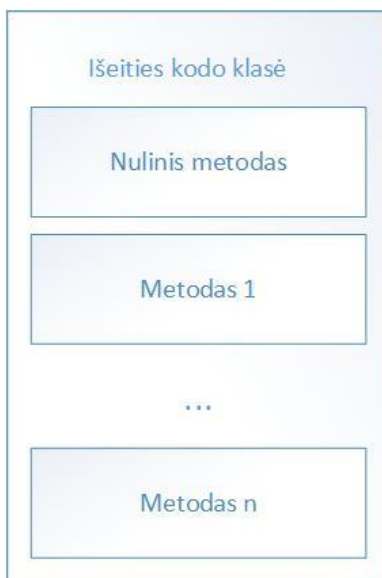 Išeities kodo klasė
Nulinis metodas
Metodas 1
...
Metodas n